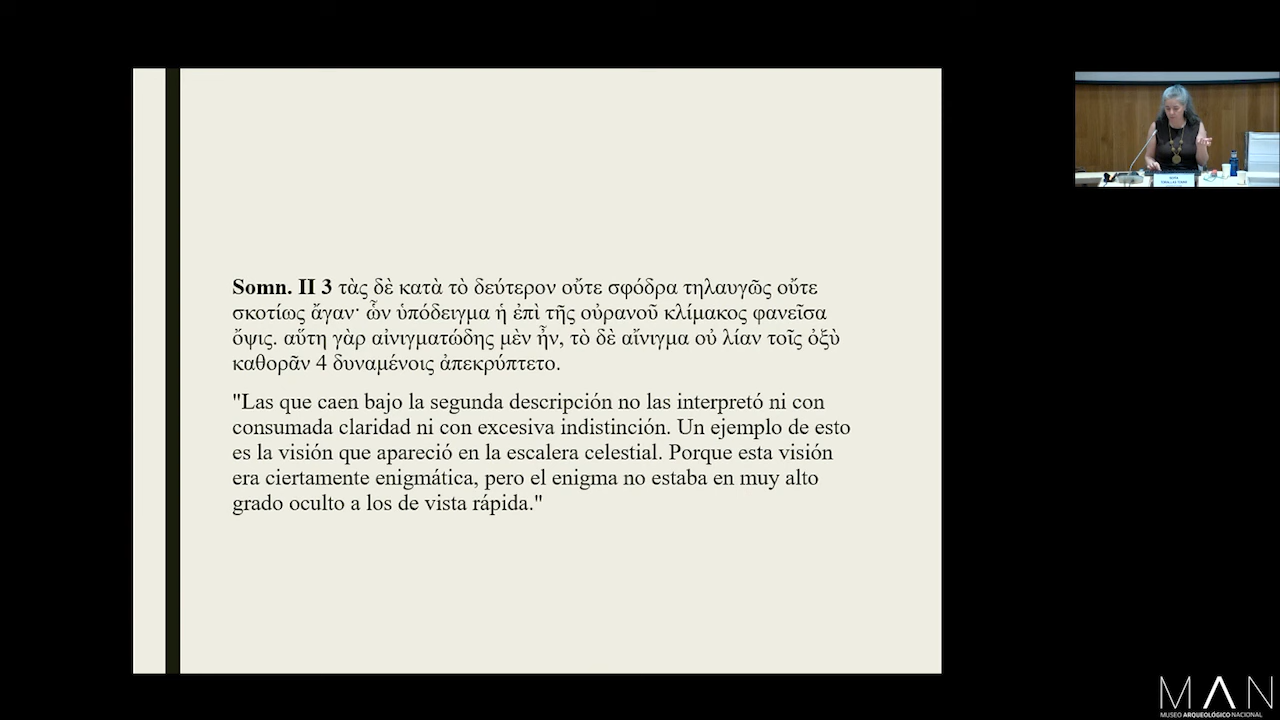 Somn. II 3 τὰς δὲ κατὰ τὸ δεύτερον οὔτε σφόδρα τηλαυγῶς οὔτε
σκοτίως ἄγαν· ὧν ὑπόδειγμα ἡ ἐπὶ τῆς οὐρανοῦ κλίμακος φανεῖσα
ὄψις. αὕτη γὰρ αἰνιγματώδης μὲν ἦν, τὸ δὲ αἴνιγμα οὐ λίαν τοῖς ὀξὺ
καθορᾶν 4 δυναμένοις ἀπεκρύπτετο.
"Las que caen bajo la segunda descripción no las interpretó ni con
consumada claridad ni con excesiva indistinción. Un ejemplo de esto
es la visión que apareció en la escalera celestial. Porque esta visión
era ciertamente enigmática, pero el enigma no estaba en muy alto
grado oculto a los de vista rápida."
MAN
MUSEO ARQUEOLÓGICO NACIONAL